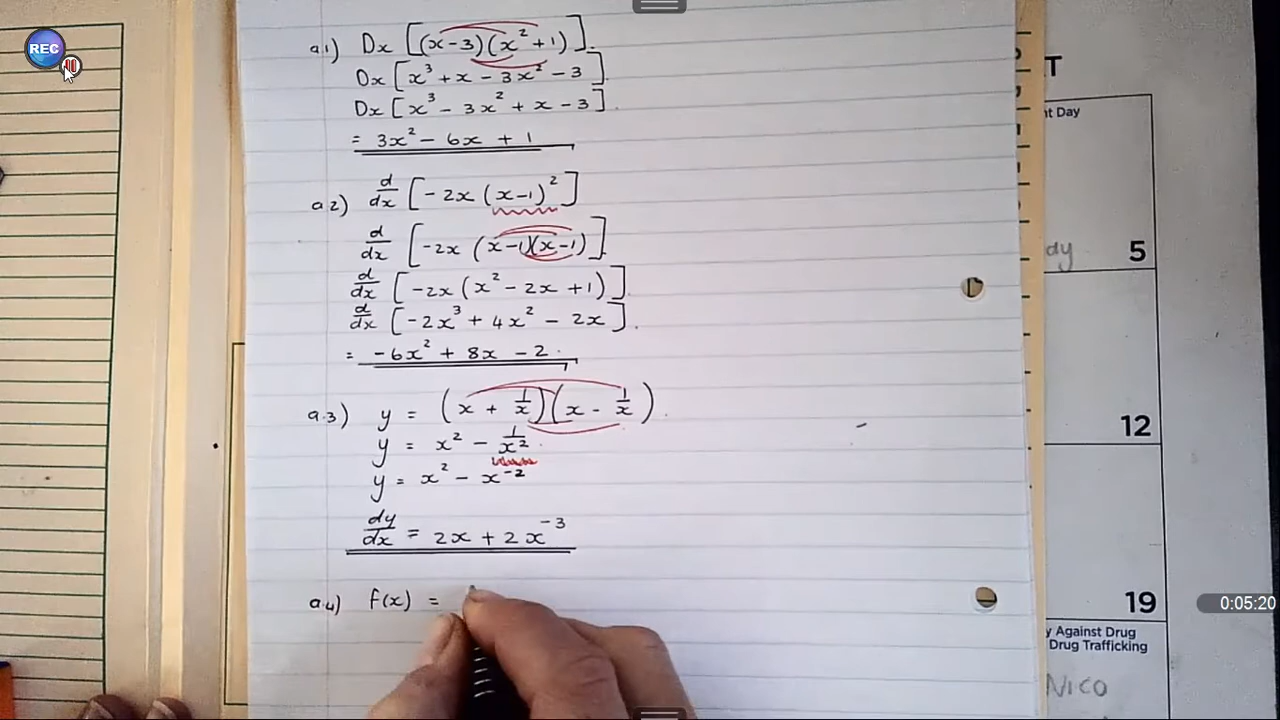 REC
a1) Dx [(x-3)(x²+1)].
Dx [x³ + x - 3x² - 3].
Dx [x³ - 3x² + x - 3].
= 3x² - 6x + 1
a2) d/dx [-2x (x-1)²]
d/dx [-2x (x-1)(x-1)].
d/dx [-2x (x² - 2x + 1)].
d/dx [-2x³ + 4x² - 2x].
= -6x² + 8x - 2.
a.3) y = (x + 1/x)(x - 1/x).
y = x² - 1/x².
y = x² - x⁻²
dy/dx = 2x + 2x⁻³
a.4) f(x) =
T
nt Day
dy
5
12
19
0:05:20
y Against Drug
Drug Trafficking
NICO